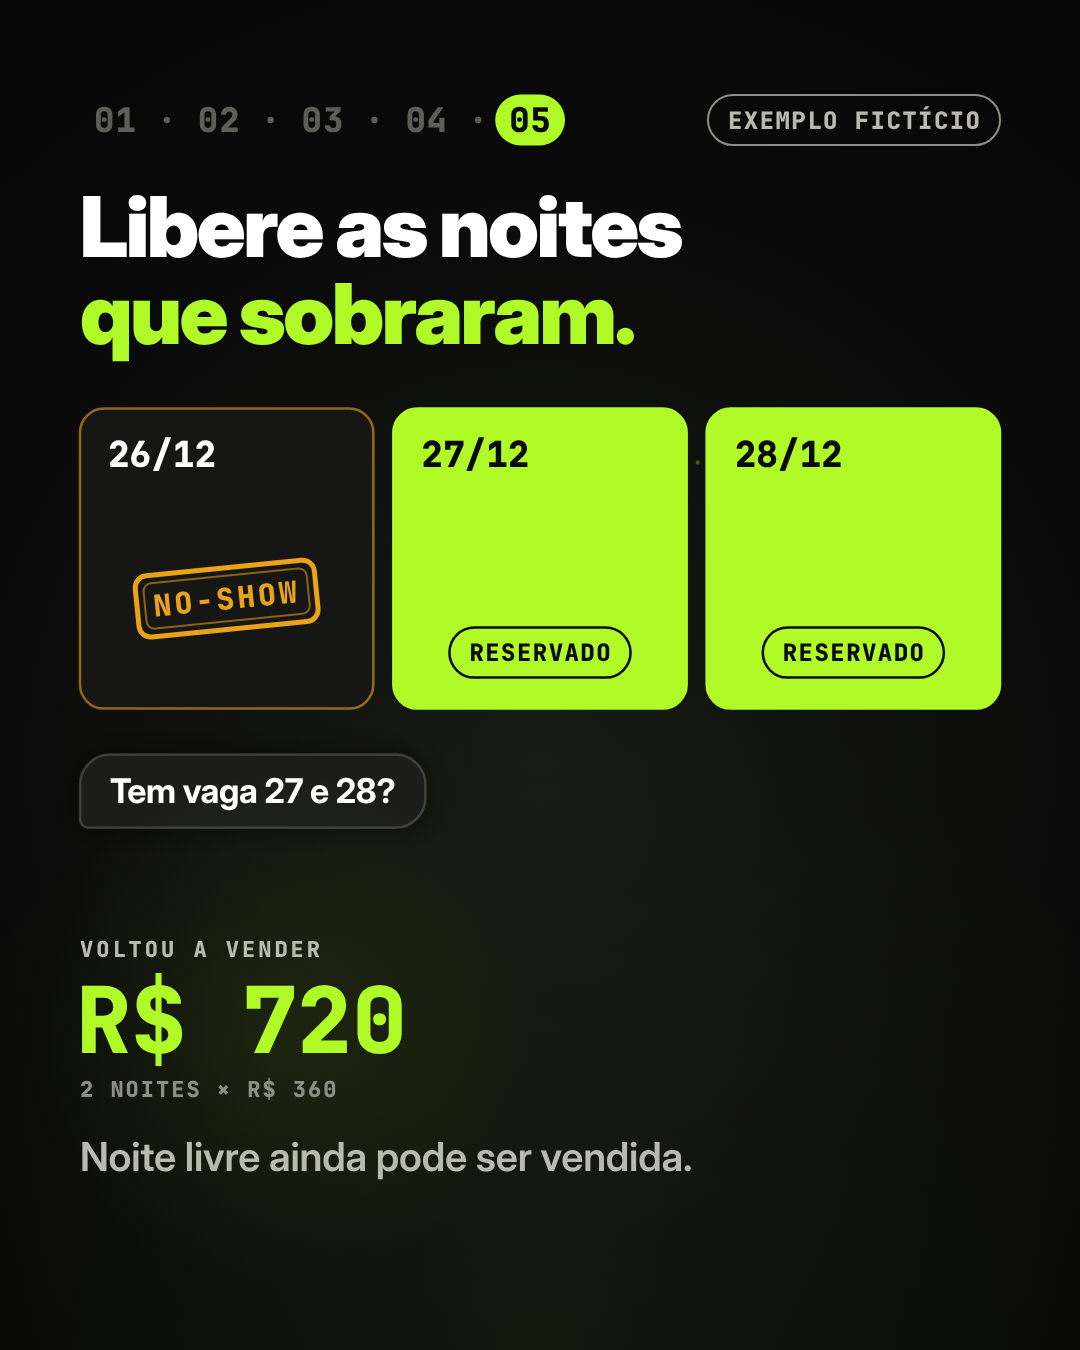 01 · 02 · 03 · 04 · 05
EXEMPLO FICTÍCIO
Libere as noites
que sobraram.
26/12
NO-SHOW
27/12
RESERVADO
28/12
RESERVADO
Tem vaga 27 e 28?
VOLTOU A VENDER
R$ 720
2 NOITES × R$ 360
Noite livre ainda pode ser vendida.